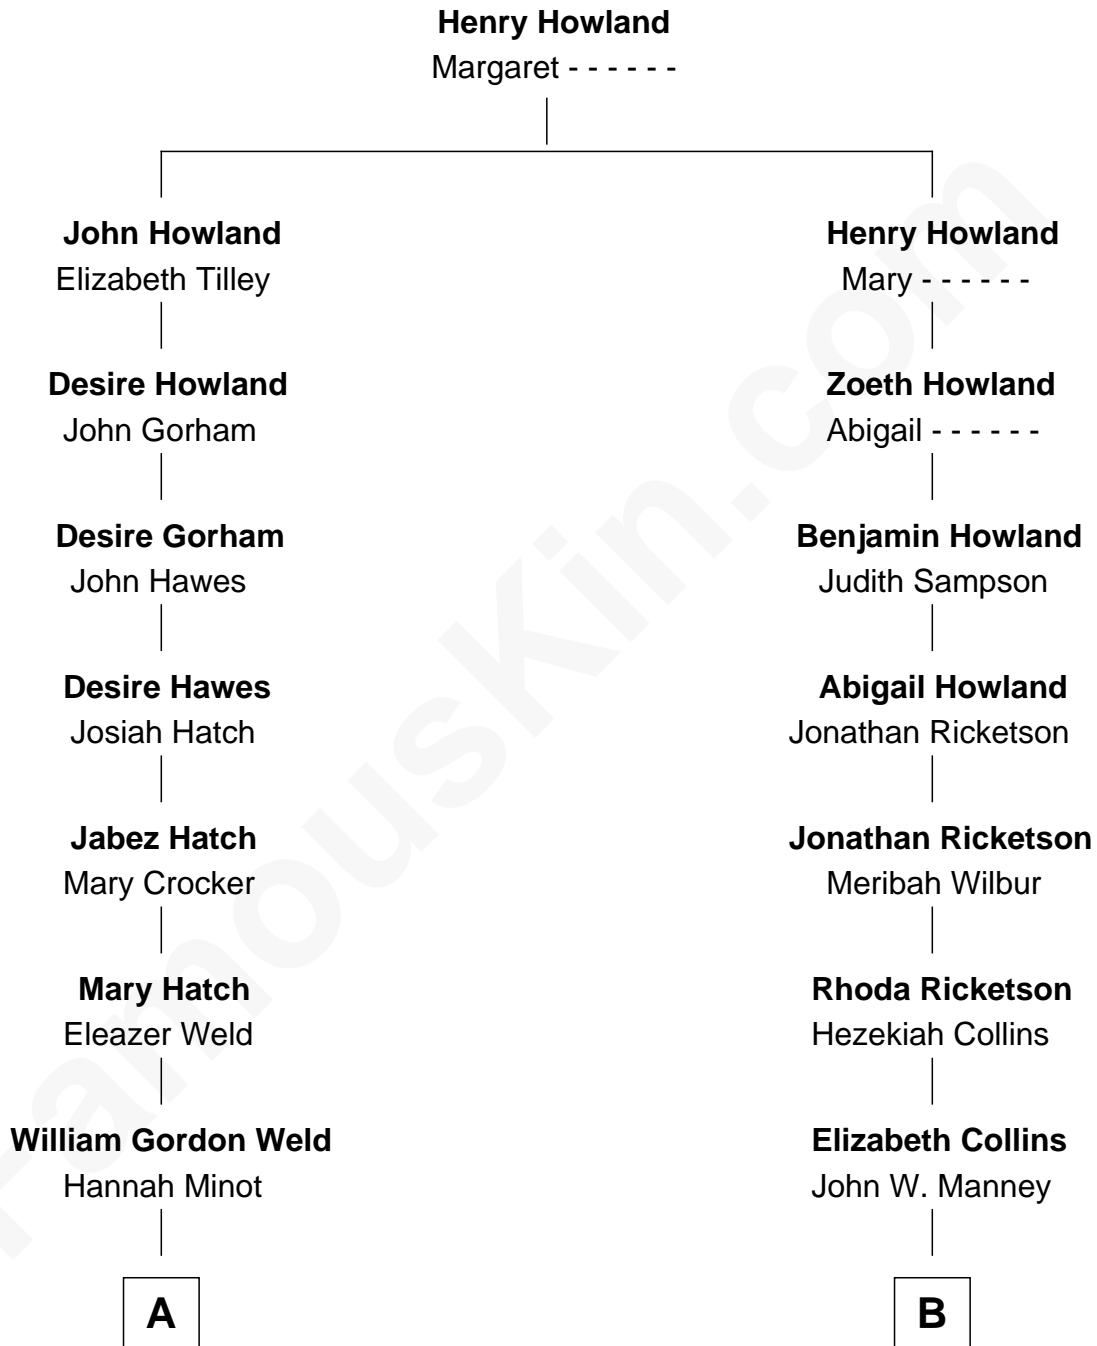 Henry Howland
Margaret - - - - - -
John Howland
Elizabeth Tilley
Henry Howland
Mary - - - - - -
Desire Howland
John Gorham
Zoeth Howland
Abigail - - - - - -
Desire Gorham
John Hawes
Benjamin Howland
Judith Sampson
Desire Hawes
Josiah Hatch
Abigail Howland
Jonathan Ricketson
Jabez Hatch
Mary Crocker
Jonathan Ricketson
Meribah Wilbur
Mary Hatch
Eleazer Weld
Rhoda Ricketson
Hezekiah Collins
William Gordon Weld
Hannah Minot
Elizabeth Collins
John W. Manney
A
B
FamousKin.com